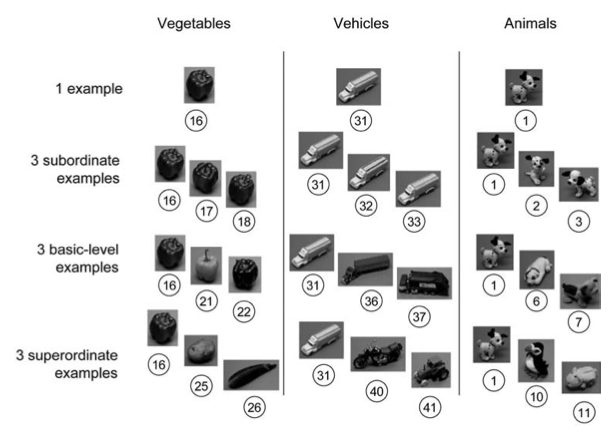 Vegetables Vehicles Animals
1 example
16 31 1
3 subordinate
examples
16 17 18 31 32 33 1 2 3
3 basic-level
examples
16 21 22 31 36 37 1 6 7
3 superordinate
examples
16 25 26 31 40 41 1 10 11